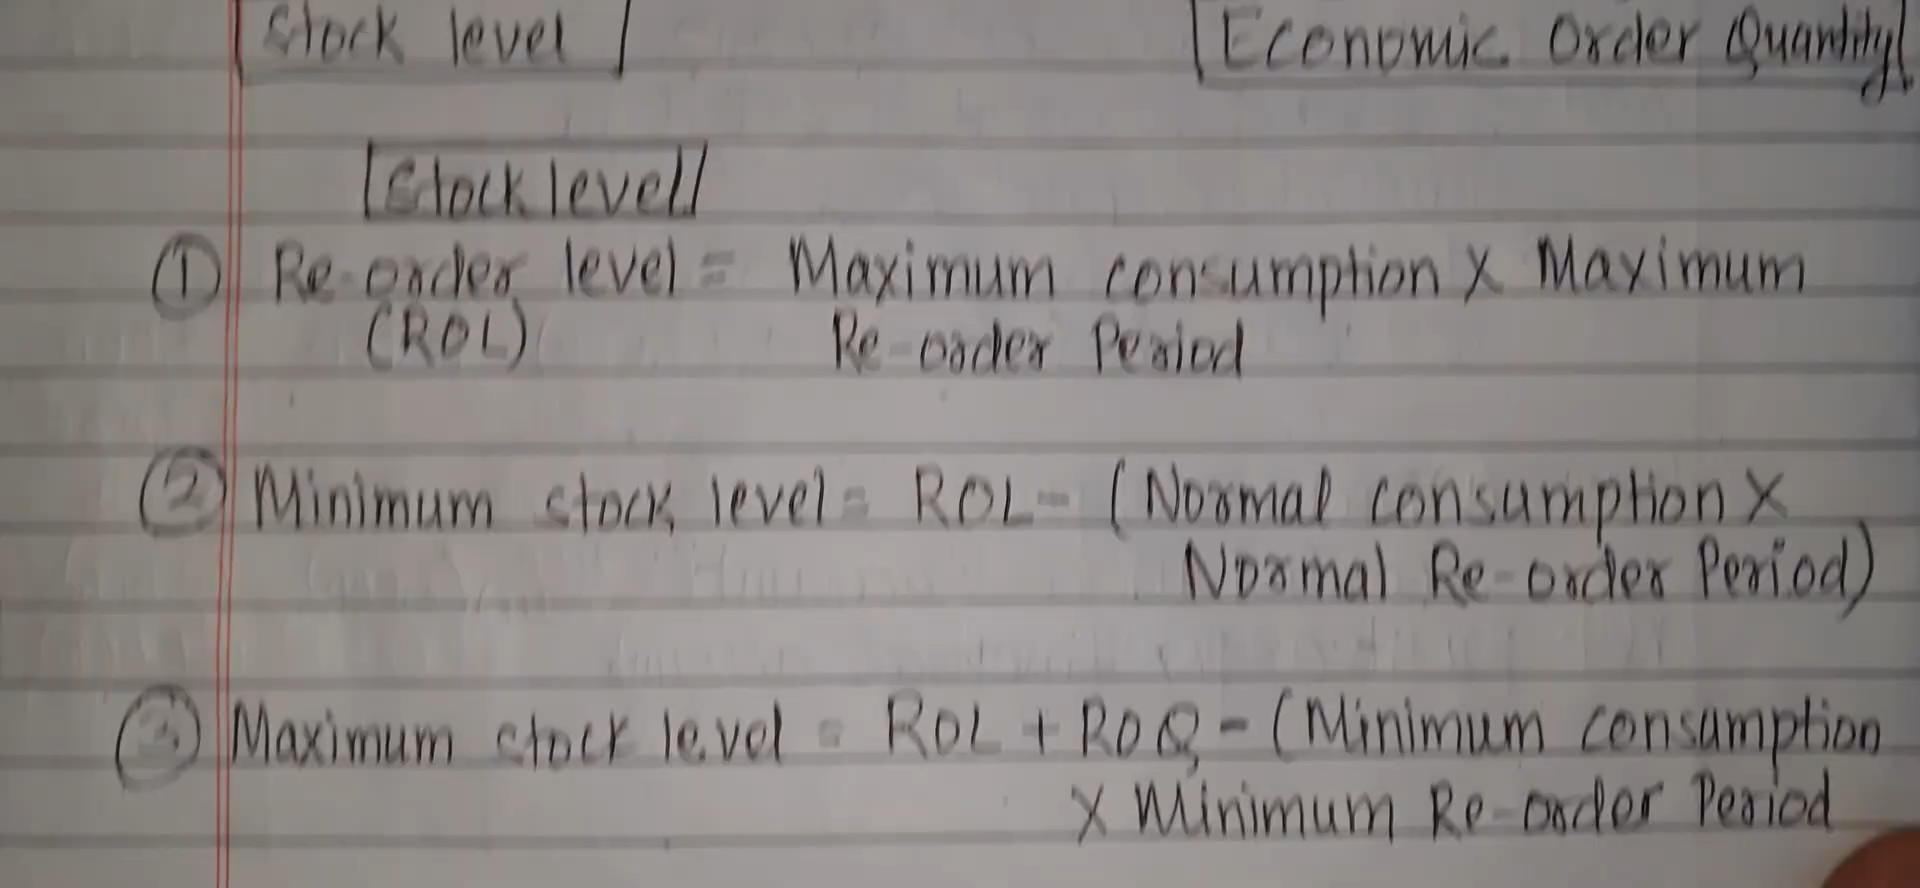 Stock level Economic Order Quantity
Stock level
① Re-order level = Maximum consumption X Maximum
(ROL) Re-order Period
② Minimum stock level = ROL - (Normal consumption X
Normal Re-order Period)
③ Maximum stock level = ROL + ROQ - (Minimum consumption
X Minimum Re-order Period